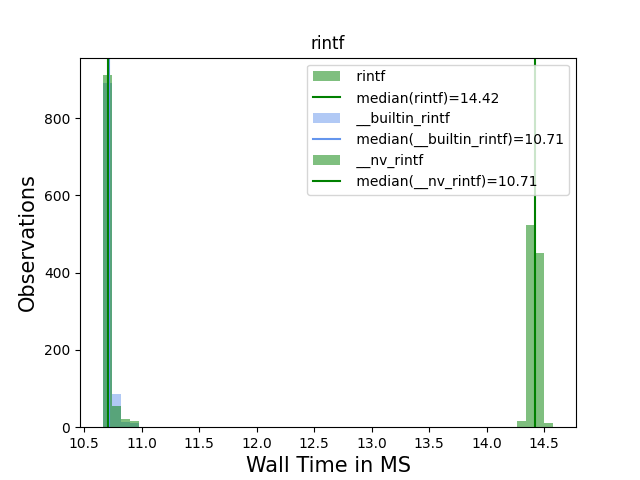 rintf
rintf
median(rintf)=14.42
__builtin_rintf
median(__builtin_rintf)=10.71
__nv_rintf
median(__nv_rintf)=10.71
Observations
800
600
400
200
0
10.5 11.0 11.5 12.0 12.5 13.0 13.5 14.0 14.5
Wall Time in MS